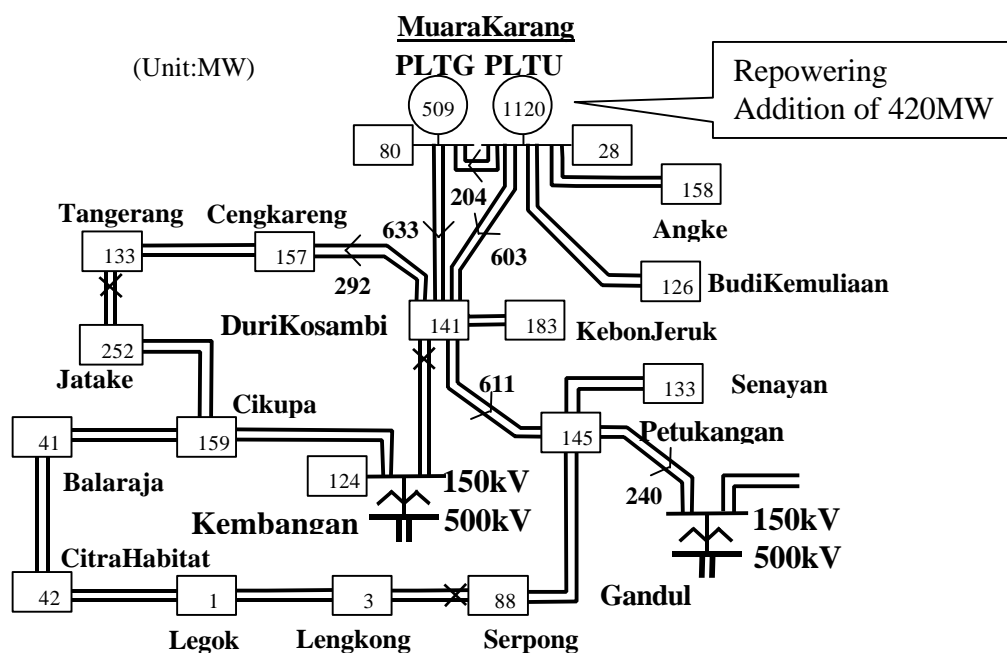 MuaraKarang
(Unit:MW)
PLTG PLTU
Repowering
Addition of 420MW
509
1120
80
28
204
158
Angke
Tangerang
Cengkareng
133
157
292
633
603
126
BudiKemuliaan
DuriKosambi
141
183
KebonJeruk
252
Jatake
611
133
Senayan
Cikupa
41
159
145
Petukangan
Balaraja
124
150kV
240
Kembangan
500kV
150kV
500kV
Gandul
CitraHabitat
42
1
3
88
Legok
Lengkong
Serpong